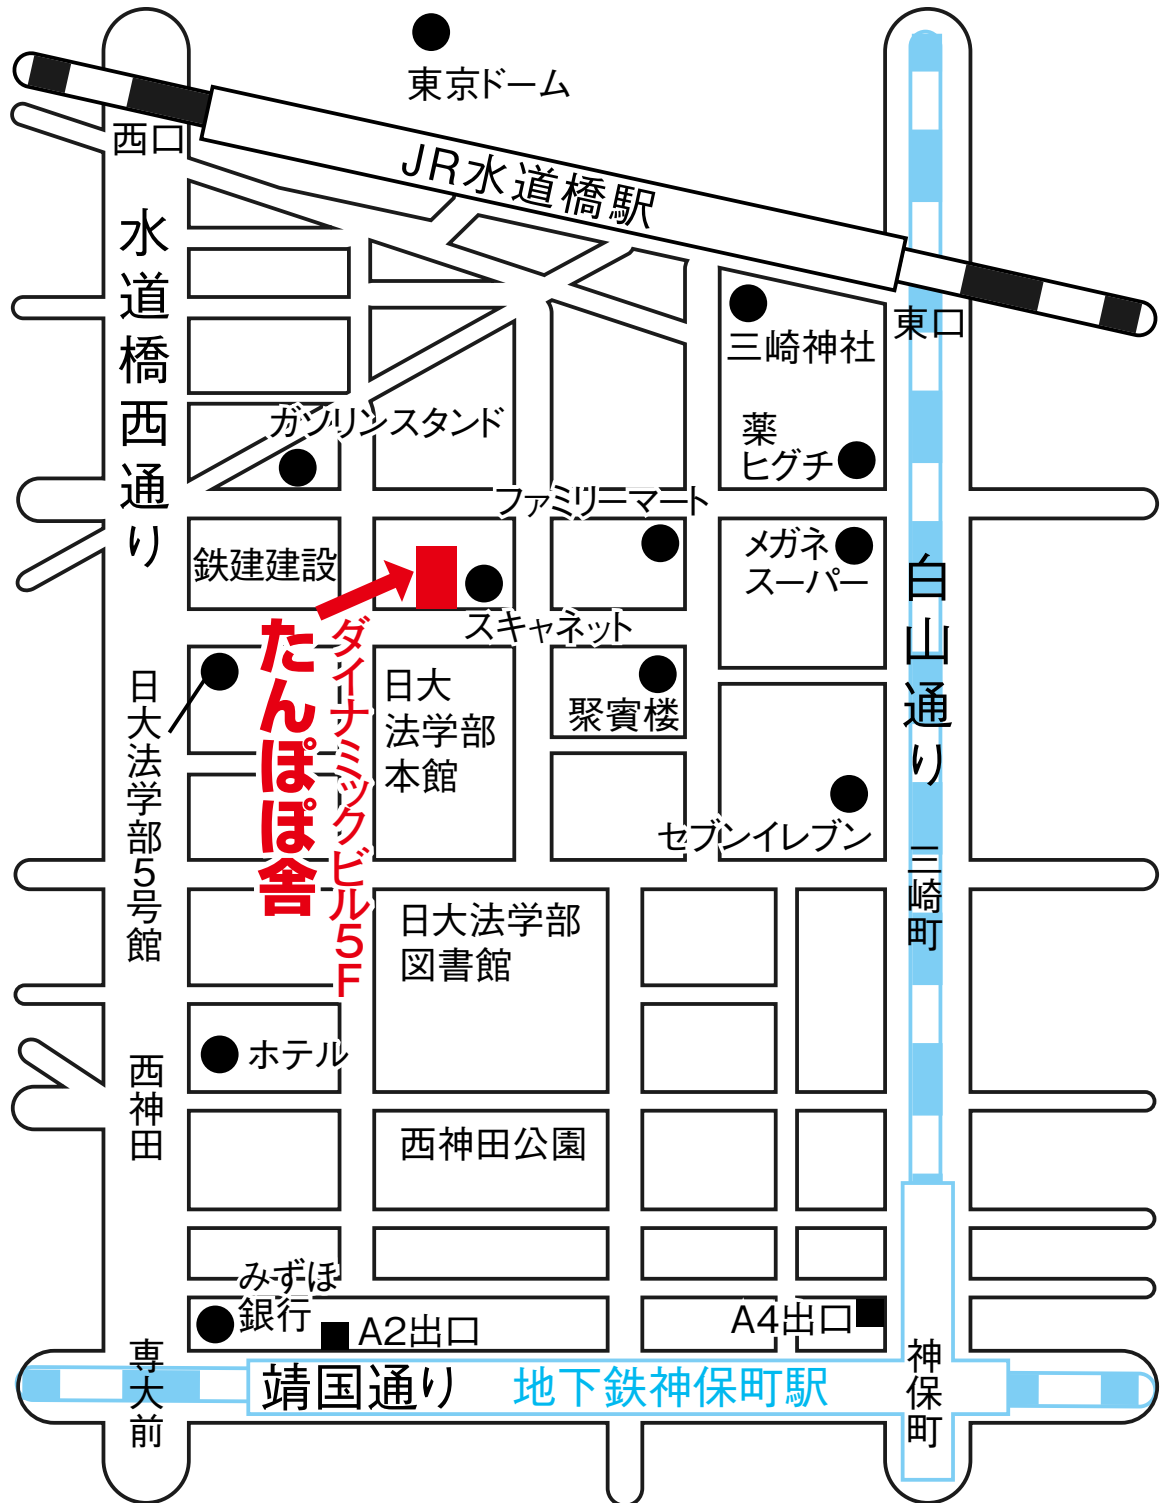 東京ドーム
西口
JR水道橋駅
水道橋西通り
東口
三崎神社
ガソリンスタンド
薬
ヒグチ
ファミリーマート
鉄建建設
メガネ
スーパー
スキャネット
白山通り
たんぽぽ舎
ダイナミックビル5F
日大
法学部
本館
聚賓楼
日大法学部5号館
セブンイレブン
三崎町
日大法学部
図書館
ホテル
西神田
西神田公園
みずほ
銀行
A2出口
A4出口
専大前
靖国通り
地下鉄神保町駅
神保町